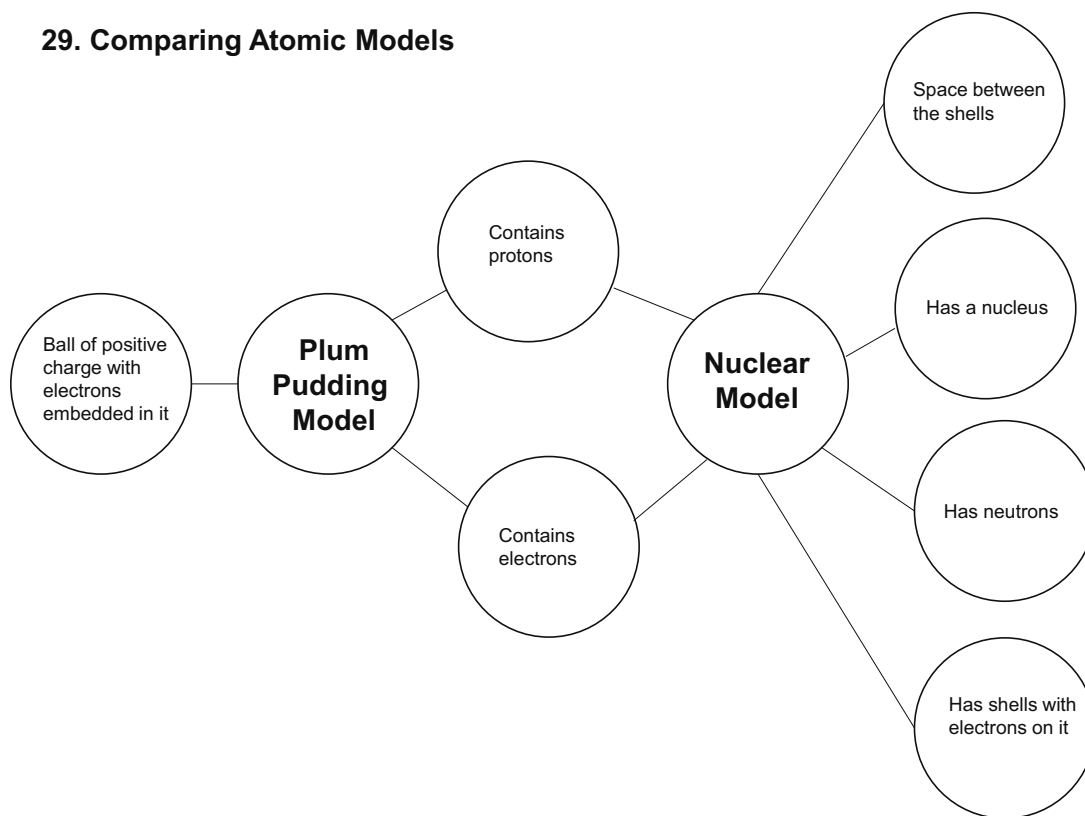 29. Comparing Atomic Models
Space between
the shells
Contains
protons
Has a nucleus
Ball of positive
charge with
electrons
embedded in it
Plum
Pudding
Model
Nuclear
Model
Contains
electrons
Has neutrons
Has shells with
electrons on it